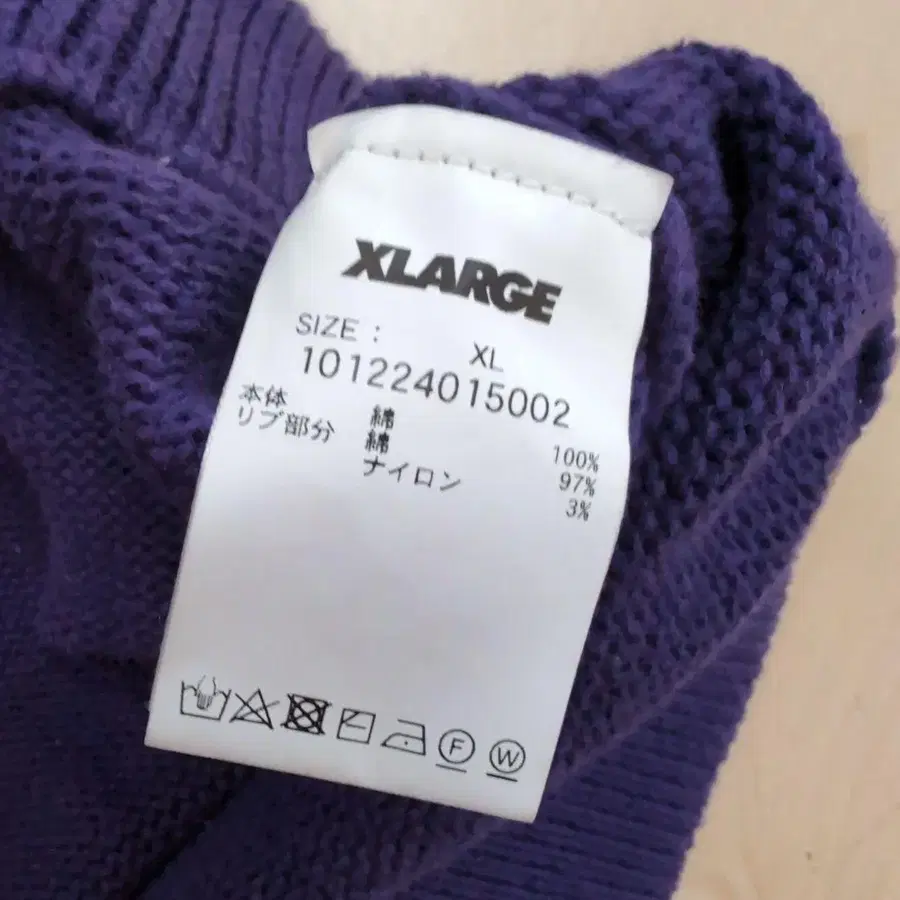 XLARGE
SIZE : XL
101224015002
本体 綿 100%
リブ部分 綿 97%
ナイロン 3%
F W